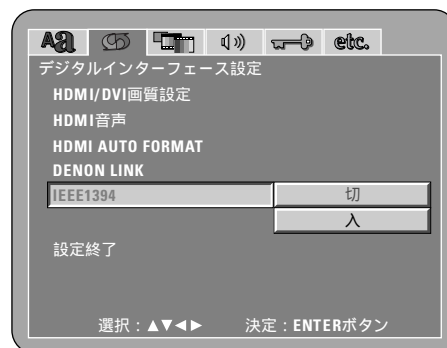 Aa etc.
デジタルインターフェース設定
HDMI/DVI画質設定
HDMI音声
HDMI AUTO FORMAT
DENON LINK
IEEE1394 切
入
設定終了
選択：▲▼◀▶ 決定：ENTERボタン